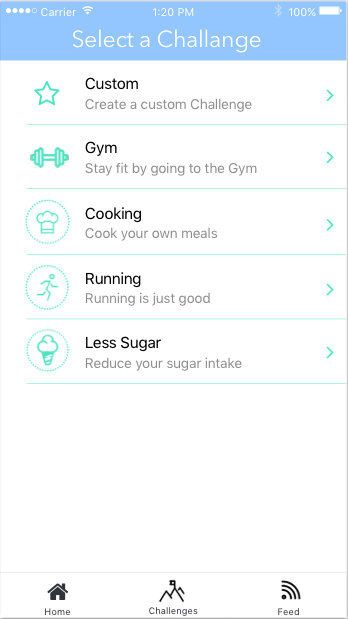 Carrier 1:20 PM 100%
Select a Challange
Custom
Create a custom Challenge
Gym
Stay fit by going to the Gym
Cooking
Cook your own meals
Running
Running is just good
Less Sugar
Reduce your sugar intake
Home Challenges Feed